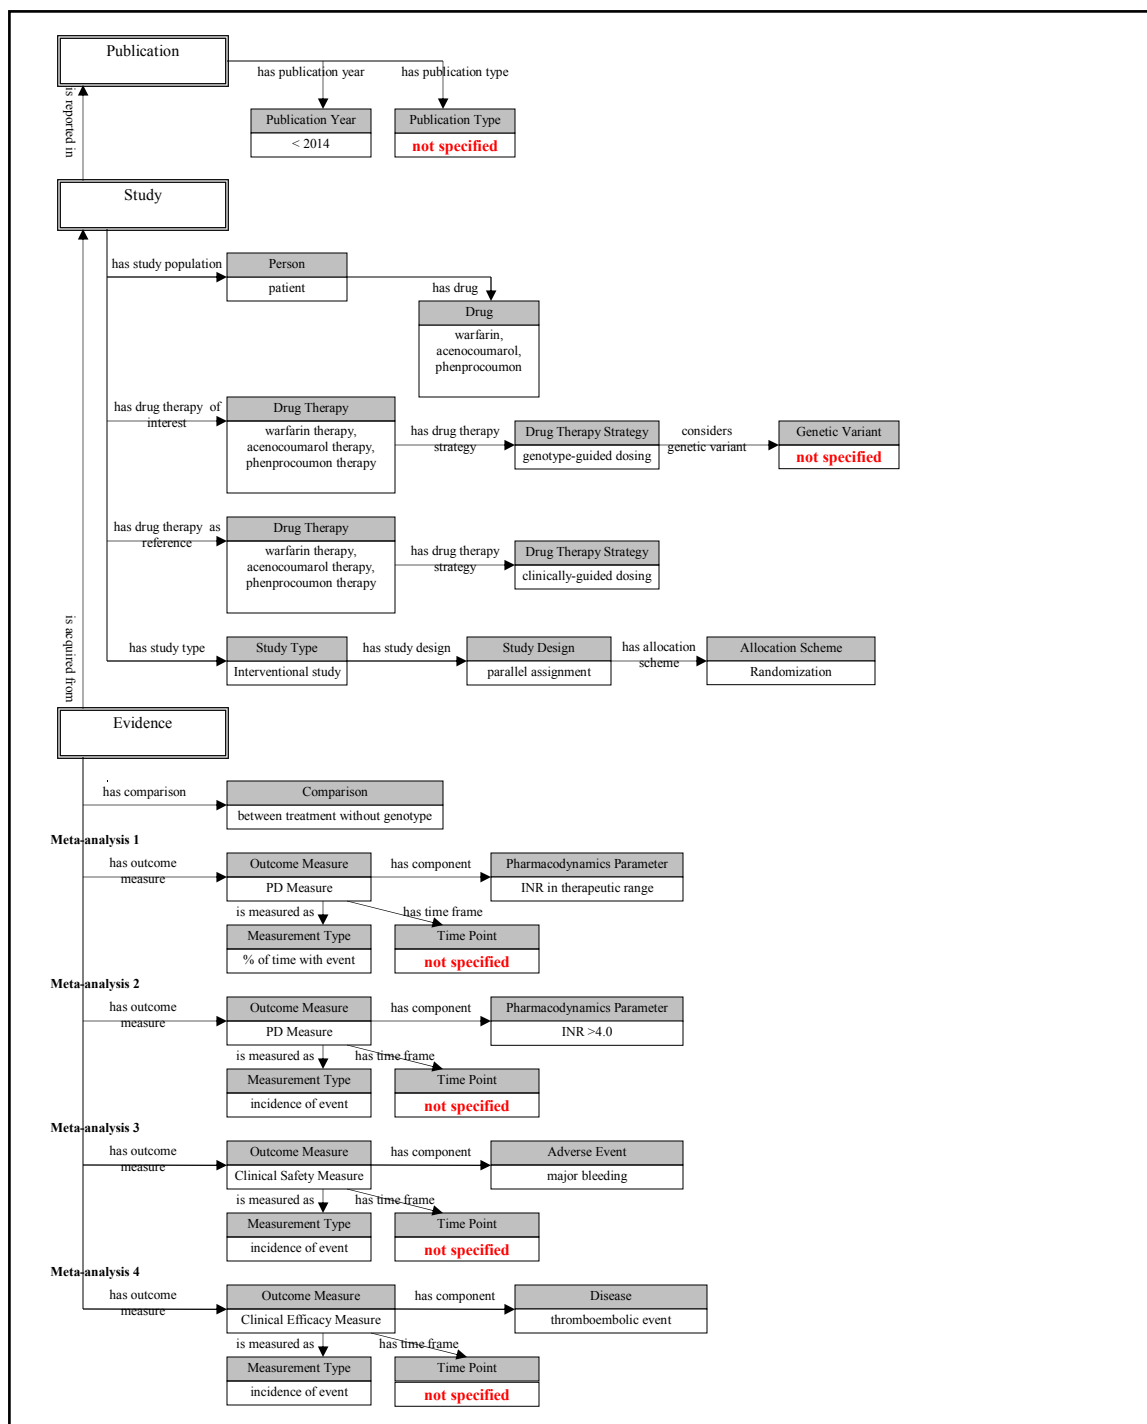 Publication
has publication year
has publication type
is reported in
Publication Year
Publication Type
< 2014
not specified
Study
has study population
Person
patient
has drug
Drug
warfarin,
acenocoumarol,
phenprocoumon
has drug therapy of
interest
Drug Therapy
warfarin therapy,
acenocoumarol therapy,
phenprocoumon therapy
has drug therapy
strategy
Drug Therapy Strategy
genotype-guided dosing
considers
genetic variant
Genetic Variant
not specified
has drug therapy as
reference
Drug Therapy
warfarin therapy,
acenocoumarol therapy,
phenprocoumon therapy
has drug therapy
strategy
Drug Therapy Strategy
clinically-guided dosing
is acquired from
has study type
Study Type
Interventional study
has study design
Study Design
parallel assignment
has allocation
scheme
Allocation Scheme
Randomization
Evidence
has comparison
Comparison
between treatment without genotype
Meta-analysis 1
has outcome
measure
Outcome Measure
PD Measure
has component
Pharmacodynamics Parameter
INR in therapeutic range
is measured as
has time frame
Measurement Type
% of time with event
Time Point
not specified
Meta-analysis 2
has outcome
measure
Outcome Measure
PD Measure
has component
Pharmacodynamics Parameter
INR >4.0
is measured as
has time frame
Measurement Type
incidence of event
Time Point
not specified
Meta-analysis 3
has outcome
measure
Outcome Measure
Clinical Safety Measure
has component
Adverse Event
major bleeding
is measured as
has time frame
Measurement Type
incidence of event
Time Point
not specified
Meta-analysis 4
has outcome
measure
Outcome Measure
Clinical Efficacy Measure
has component
Disease
thromboembolic event
is measured as
has time frame
Measurement Type
incidence of event
Time Point
not specified